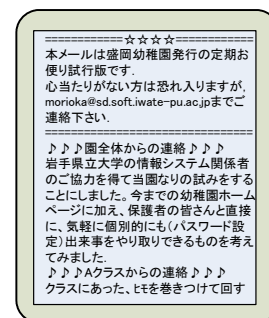 ============☆☆☆☆============
本メールは盛岡幼稚園発行の定期お
便り試行版です.
心当たりがない方は恐れ入りますが,
morioka@sd.soft.iwate-pu.ac.jpまでご
連絡下さい.
================================
♪♪♪園全体からの連絡♪♪♪
岩手県立大学の情報システム関係者
のご協力を得て当園なりの試みをする
ことにしました。今までの幼稚園ホーム
ページに加え、保護者の皆さんと直接
に、気軽に個別的にも（パスワード設
定）出来事をやり取りできるものを考え
てみました.
♪♪♪Aクラスからの連絡♪♪♪
クラスにあった、ヒモを巻きつけて回す